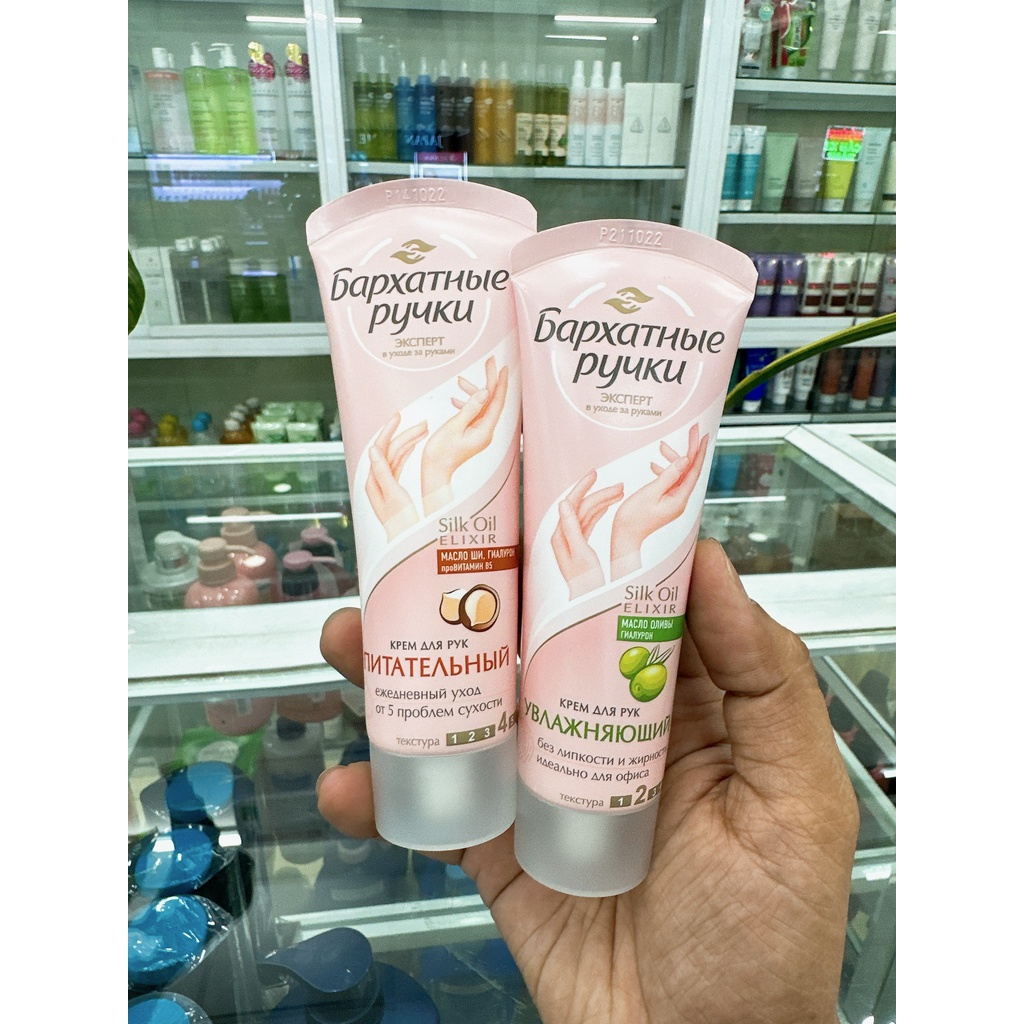 P141022
Бархатные
ручки
ЭКСПЕРТ
в уходе за руками
Silk Oil
ELIXIR
МАСЛО ШИ, ГИАЛУРОН
проВИТАМИН B5
КРЕМ ДЛЯ РУК
ПИТАТЕЛЬНЫЙ
ежедневный уход
от 5 проблем сухости
текстура 1 2 3 4
P211022
Бархатные
ручки
ЭКСПЕРТ
в уходе за руками
Silk Oil
ELIXIR
МАСЛО ОЛИВЫ
ГИАЛУРОН
КРЕМ ДЛЯ РУК
УВЛАЖНЯЮЩИЙ
без липкости и жирности
идеально для офиса
текстура 1 2 3